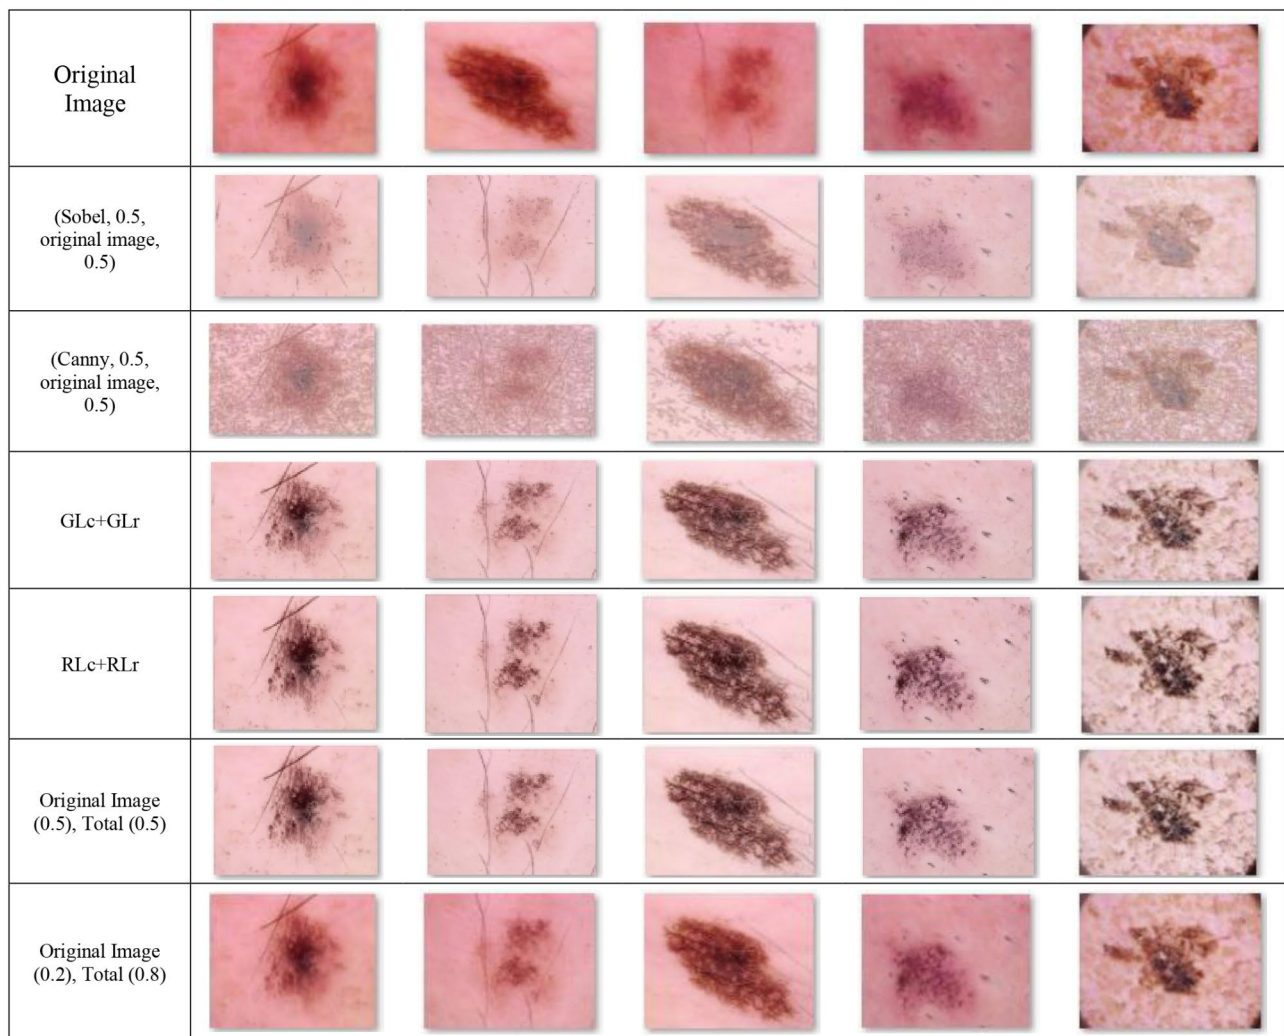 Original
Image
(Sobel, 0.5,
original image,
0.5)
(Canny, 0.5,
original image,
0.5)
GLc+GLr
RLc+RLr
Original Image
(0.5), Total (0.5)
Original Image
(0.2), Total (0.8)